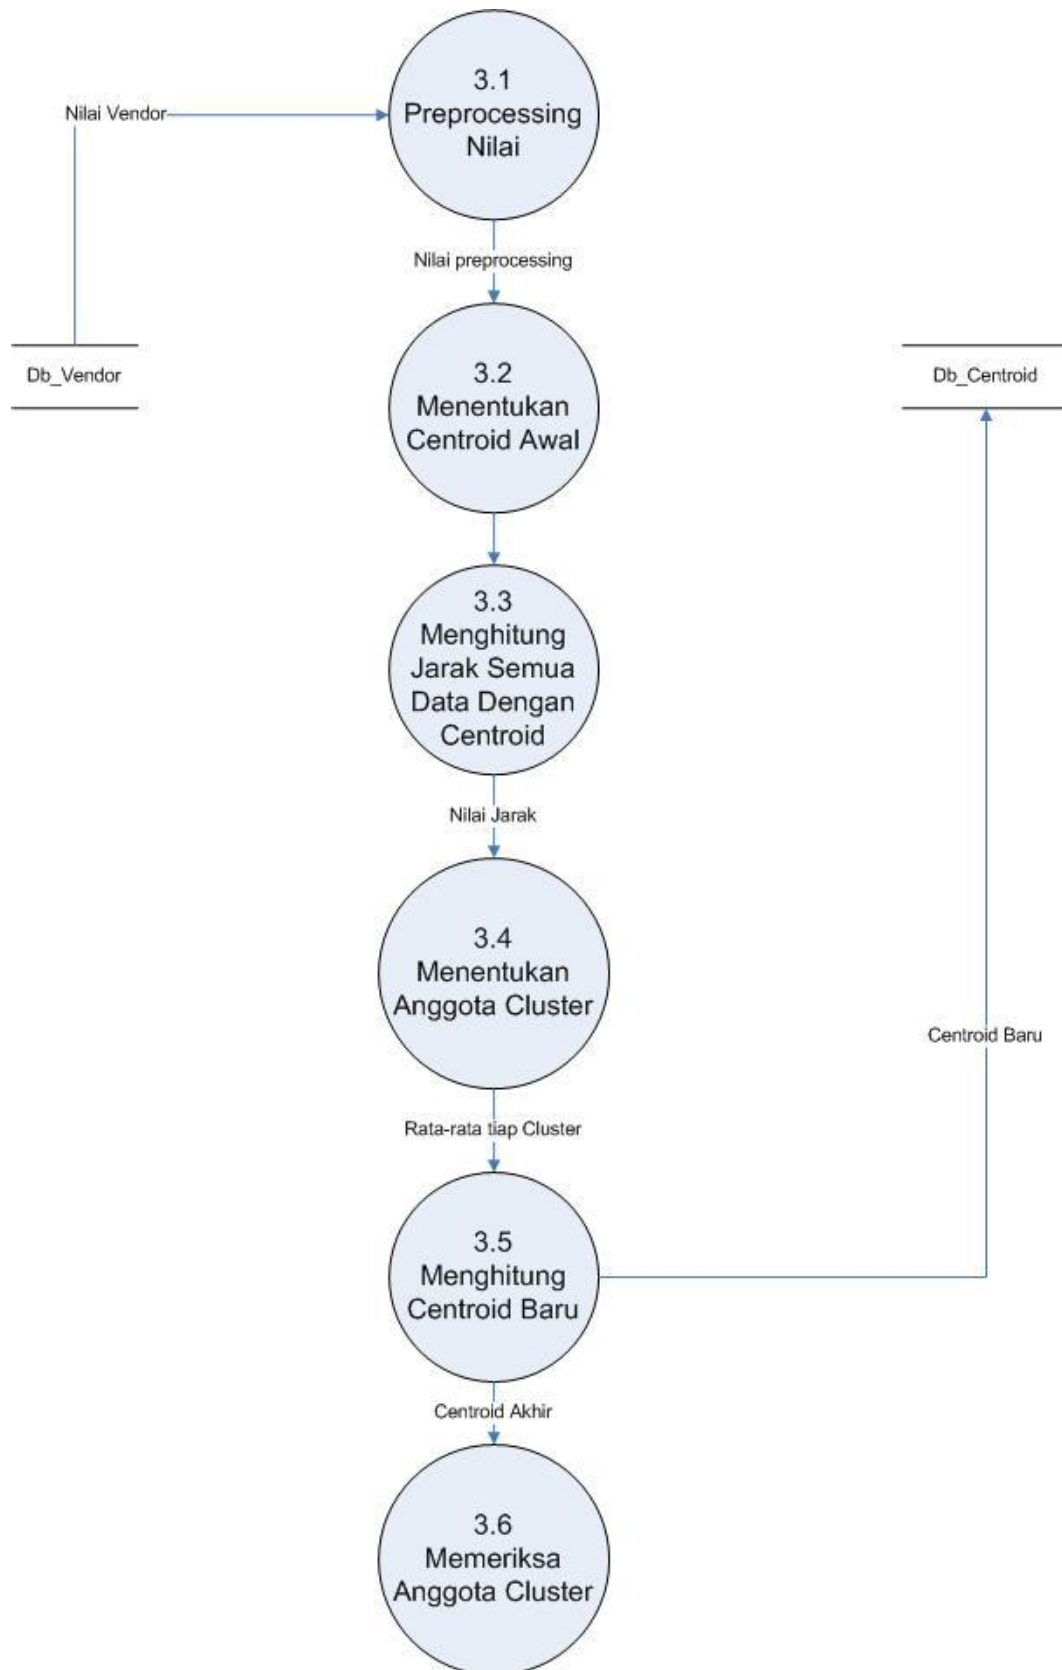 3.1
Preprocessing
Nilai
Nilai Vendor
Nilai preprocessing
Db_Vendor
3.2
Menentukan
Centroid Awal
Db_Centroid
3.3
Menghitung
Jarak Semua
Data Dengan
Centroid
Nilai Jarak
3.4
Menentukan
Anggota Cluster
Centroid Baru
Rata-rata tiap Cluster
3.5
Menghitung
Centroid Baru
Centroid Akhir
3.6
Memeriksa
Anggota Cluster